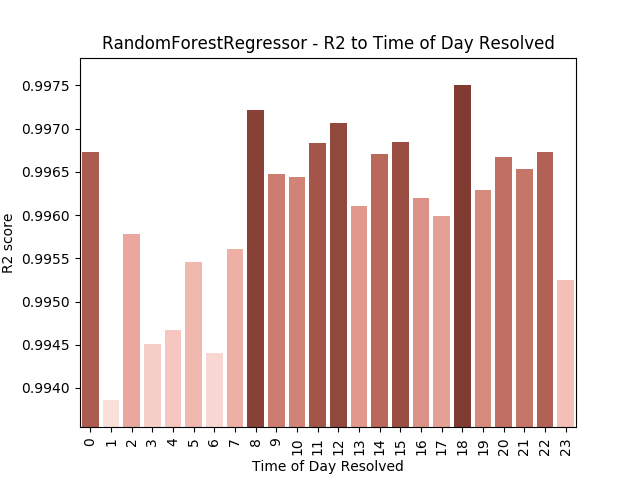 RandomForestRegressor - R2 to Time of Day Resolved
0.9975
0.9970
0.9965
0.9960
0.9955
0.9950
0.9945
0.9940
R2 score
0 1 2 3 4 5 6 7 8 9 10 11 12 13 14 15 16 17 18 19 20 21 22 23
Time of Day Resolved